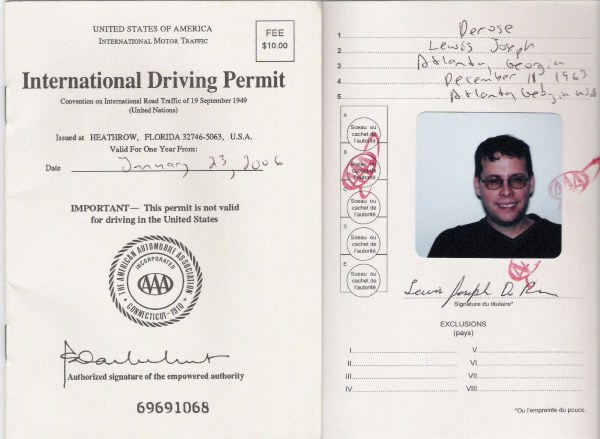 UNITED STATES OF AMERICA
INTERNATIONAL MOTOR TRAFFIC
FEE
$10.00
International Driving Permit
Convention on International Road Traffic of 19 September 1949
(United Nations)
Issued at HEATHROW, FLORIDA 32746-5063, U.S.A.
Valid For One Year From:
Date January 23, 2006
IMPORTANT— This permit is not valid
for driving in the United States
THE AMERICAN AUTOMOBILE ASSOCIATION
INCORPORATED
AAA
CONNECTICUT-1910
Authorized signature of the empowered authority
69691068
1 Derose
2 Lewis Joseph
3 Atlanta, Georgia
4 December 11, 1963
5 Atlanta, Georgia
A
Sceau ou
cachet de
l'autorité
B
Sceau ou
cachet de
l'autorité
Sceau ou
cachet de
l'autorité
D
Sceau ou
cachet de
l'autorité
E
Sceau ou
cachet de
l'autorité
AAA
AAA
AAA
Lewis Joseph De Rose
Signature du titulaire*
EXCLUSIONS
(pays)
I
II
III
IV
V
VI
VII
VIII
*Ou l'empreinte du pouce